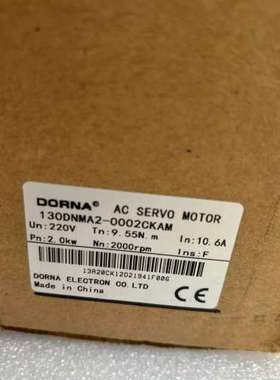 DORNA® AC SERVO MOTOR
130DNMA2-0002CKAM
Un:220V Tn:9.55N.m In:10.6A
Pn:2.0kw Nn:2000rpm Ins:F
13A20CK12021941F006
DORNA ELECTRON CO.LTD
Made in China